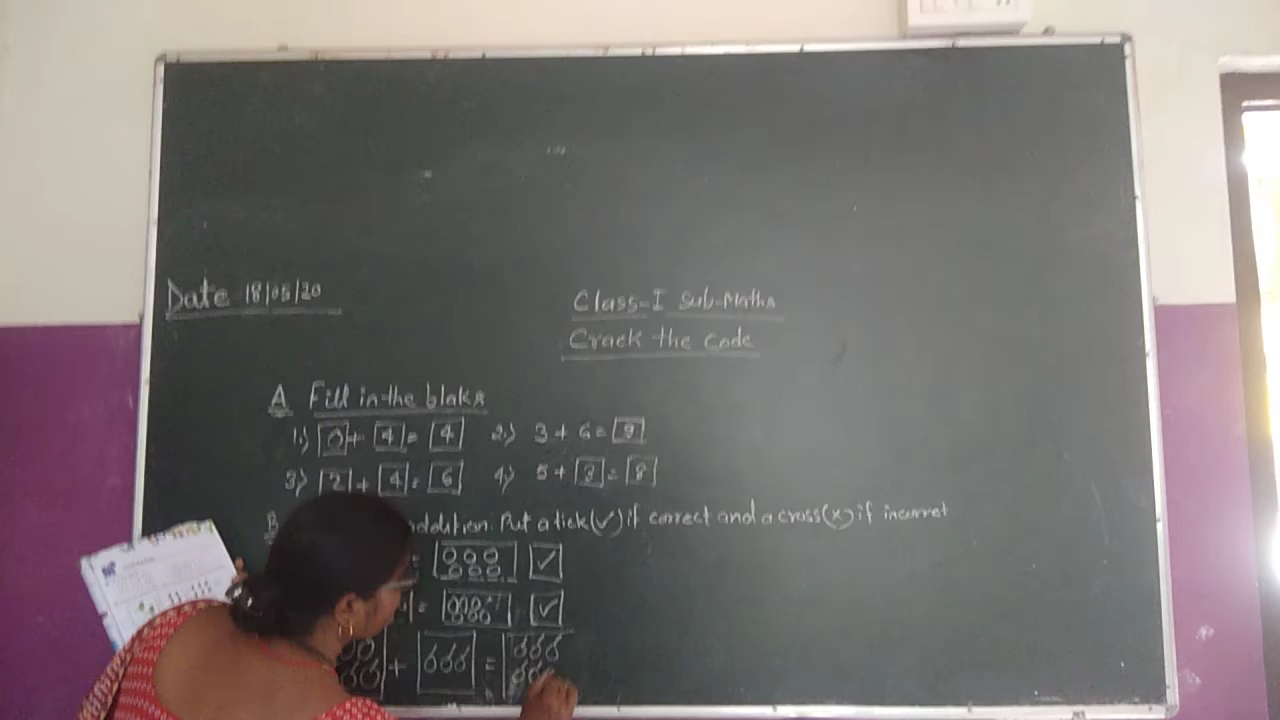 Date 18/05/20
Class-I Sub-Maths
Crack the Code
A Fill in the blaks
1.) 0 + 4 = 4 2.) 3 + 6 = 9
3.) 2 + 4 = 6 4.) 5 + 3 = 8
B addition. Put a tick (✓) if correct and a cross (x) if incorret
= ✓
= ✓
+ =